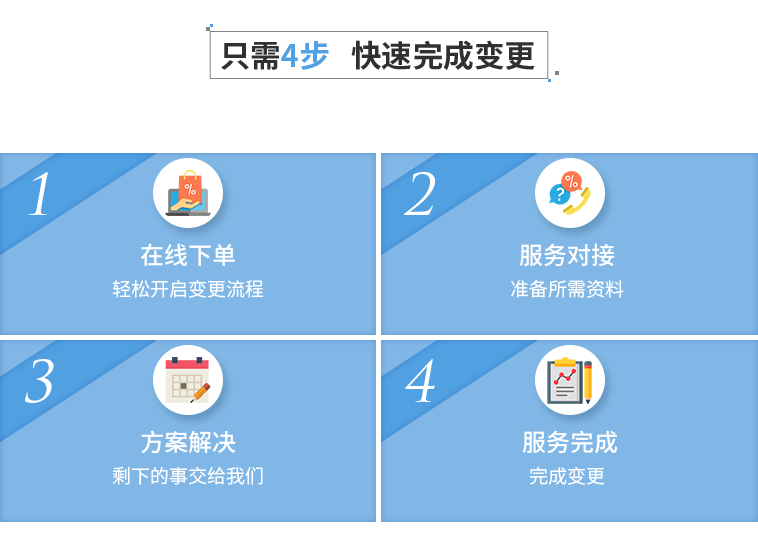 只需4步 快速完成变更
1
在线下单
轻松开启变更流程
2
服务对接
准备所需资料
3
方案解决
剩下的事交给我们
4
服务完成
完成变更